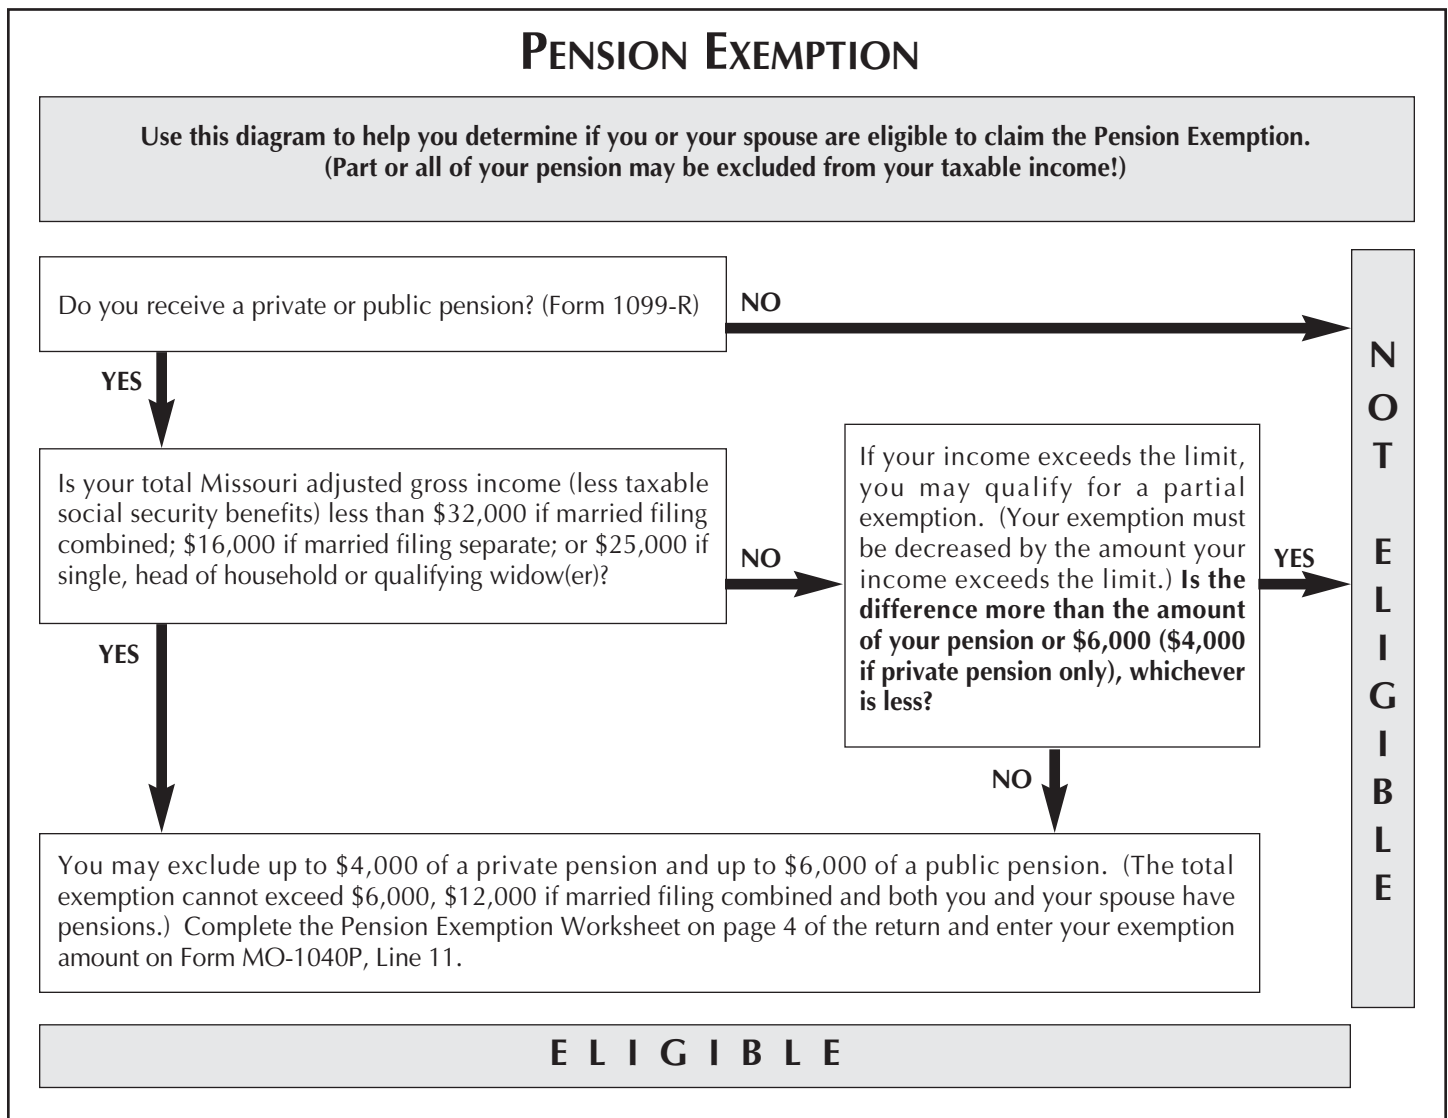 PENSION EXEMPTION
Use this diagram to help you determine if you or your spouse are eligible to claim the Pension Exemption.
(Part or all of your pension may be excluded from your taxable income!)
Do you receive a private or public pension? (Form 1099-R)
NO
YES
Is your total Missouri adjusted gross income (less taxable
social security benefits) less than $32,000 if married filing
combined; $16,000 if married filing separate; or $25,000 if
single, head of household or qualifying widow(er)?
NO
If your income exceeds the limit,
you may qualify for a partial
exemption. (Your exemption must
be decreased by the amount your
income exceeds the limit.) Is the
difference more than the amount
of your pension or $6,000 ($4,000
if private pension only), whichever
is less?
YES
YES
NO
You may exclude up to $4,000 of a private pension and up to $6,000 of a public pension. (The total
exemption cannot exceed $6,000, $12,000 if married filing combined and both you and your spouse have
pensions.) Complete the Pension Exemption Worksheet on page 4 of the return and enter your exemption
amount on Form MO-1040P, Line 11.
NOT ELIGIBLE
ELIGIBLE